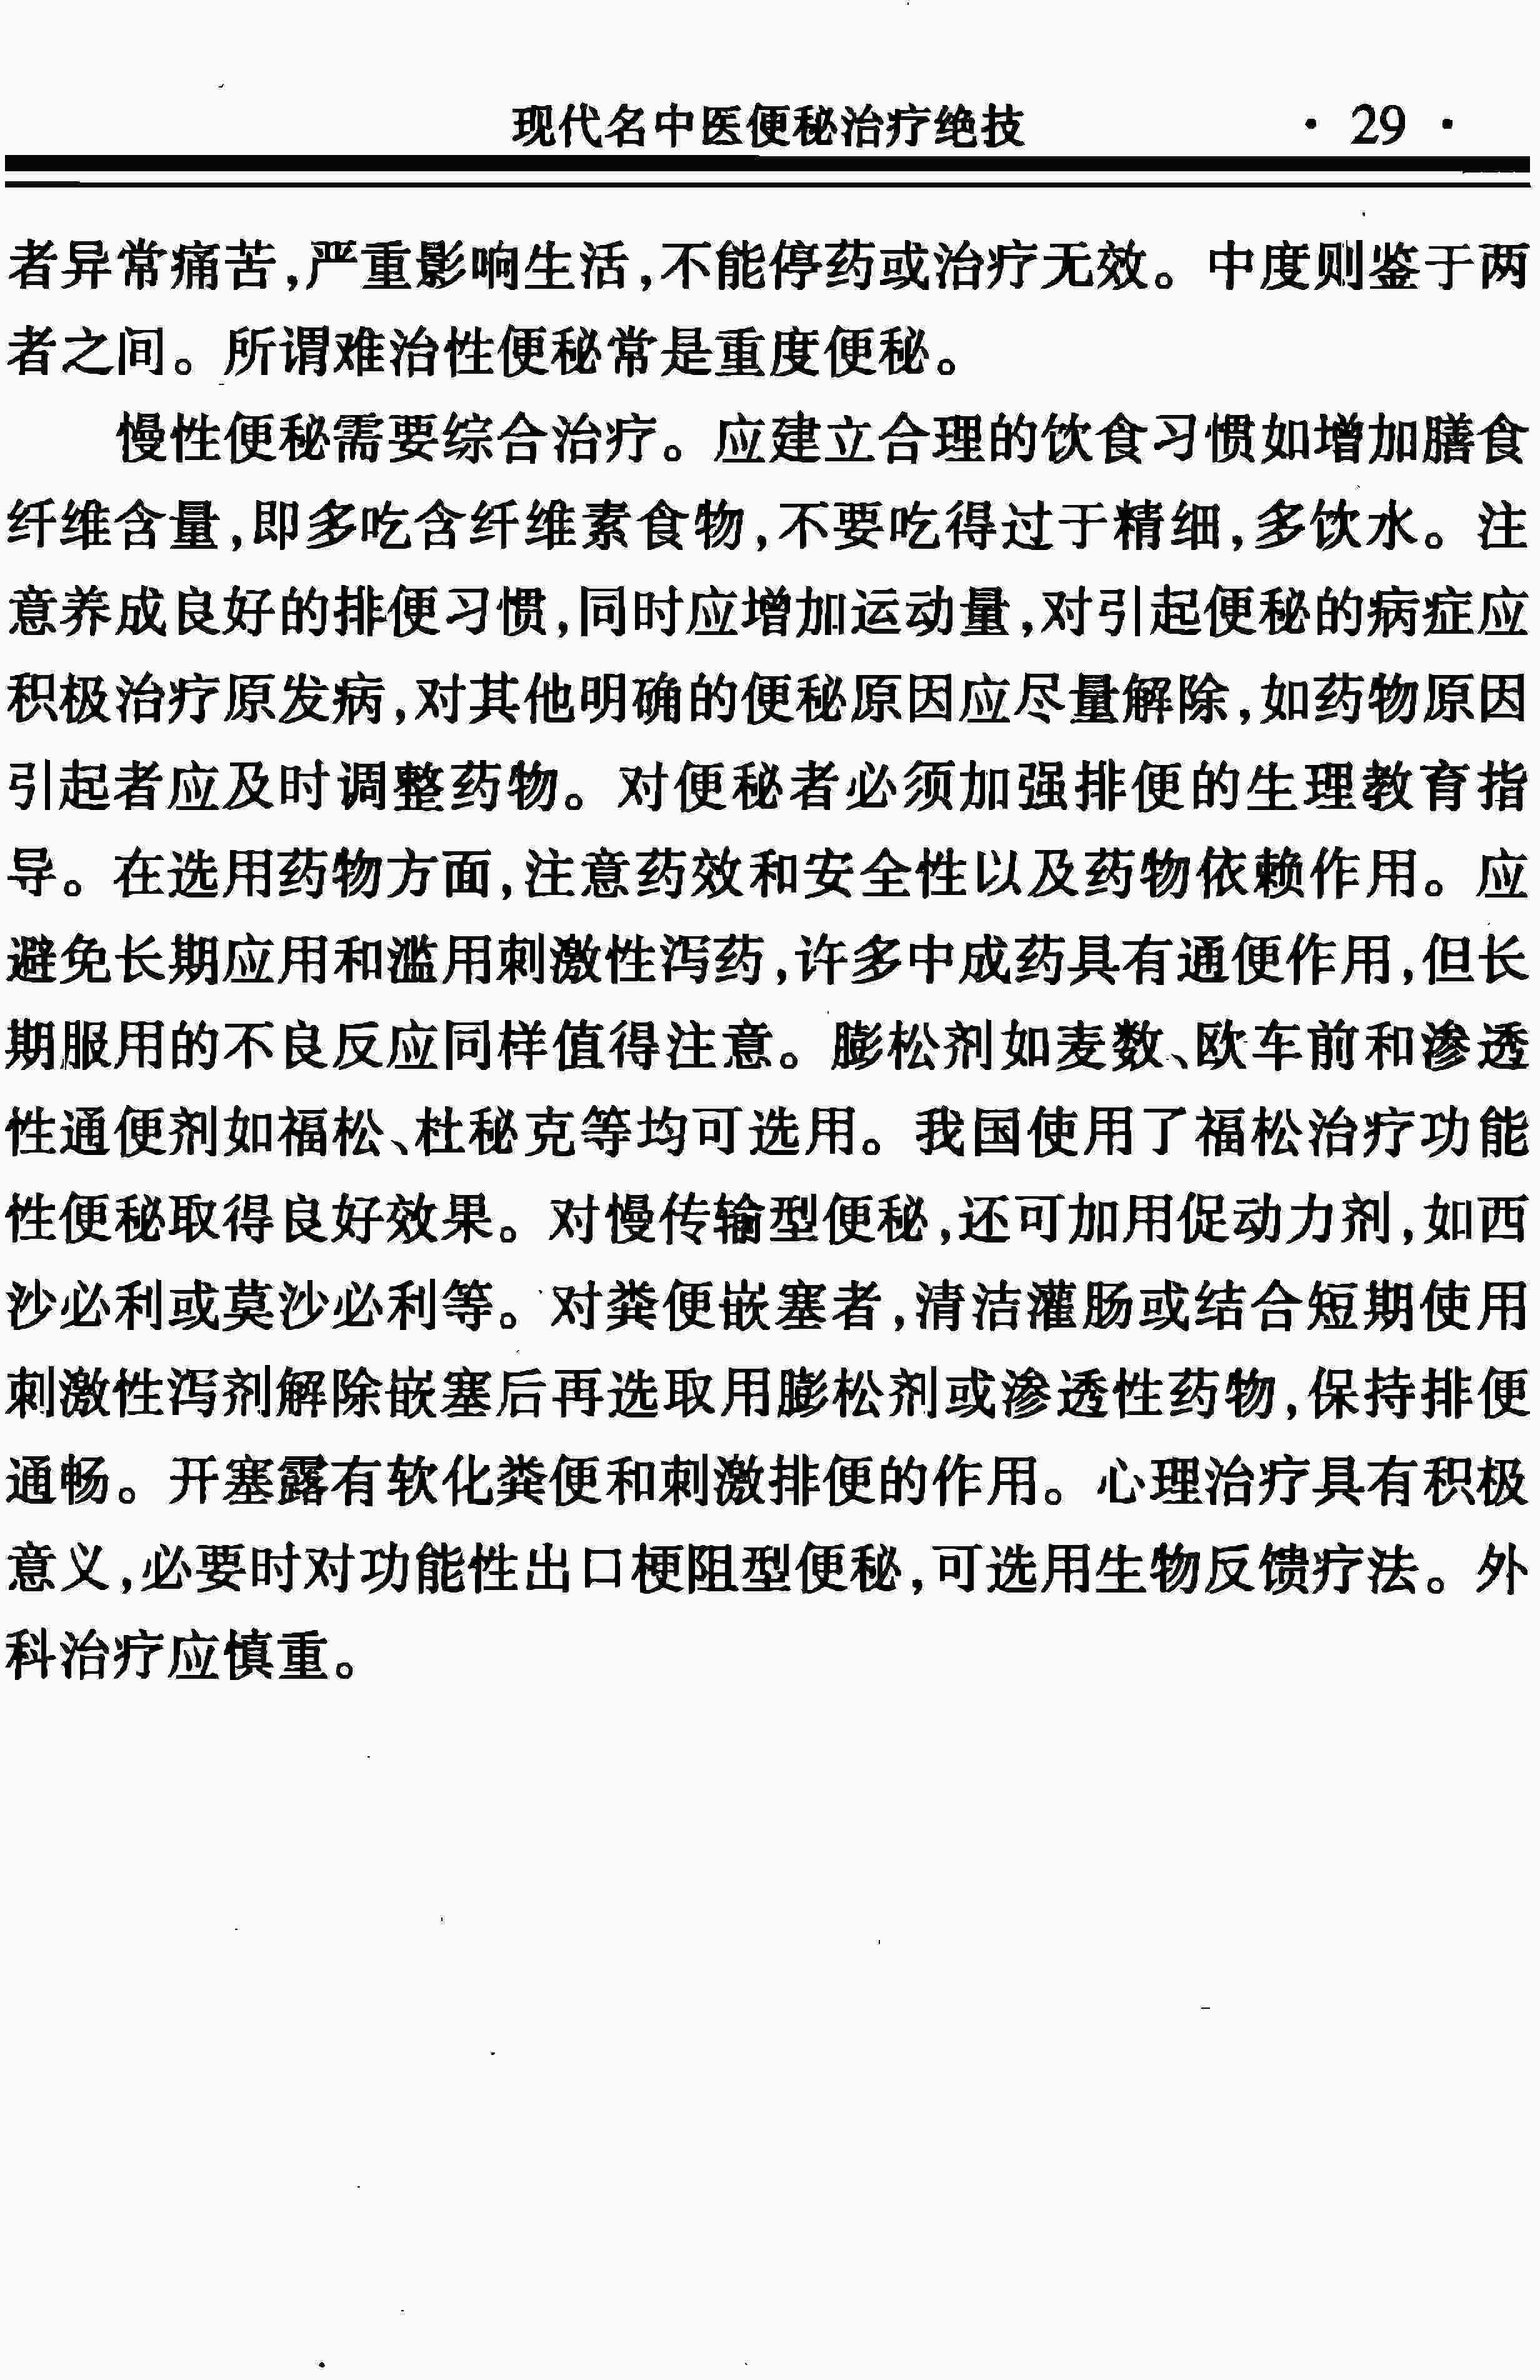 现代名中医便秘治疗绝技 · 29 ·
者异常痛苦,严重影响生活,不能停药或治疗无效。中度则鉴于两
者之间。所谓难治性便秘常是重度便秘。
慢性便秘需要综合治疗。应建立合理的饮食习惯如增加膳食
纤维含量,即多吃含纤维素食物,不要吃得过于精细,多饮水。注
意养成良好的排便习惯,同时应增加运动量,对引起便秘的病症应
积极治疗原发病,对其他明确的便秘原因应尽量解除,如药物原因
引起者应及时调整药物。对便秘者必须加强排便的生理教育指
导。在选用药物方面,注意药效和安全性以及药物依赖作用。应
避免长期应用和滥用刺激性泻药,许多中成药具有通便作用,但长
期服用的不良反应同样值得注意。膨松剂如麦数、欧车前和渗透
性通便剂如福松、杜秘克等均可选用。我国使用了福松治疗功能
性便秘取得良好效果。对慢传输型便秘,还可加用促动力剂,如西
沙必利或莫沙必利等。对粪便嵌塞者,清洁灌肠或结合短期使用
刺激性泻剂解除嵌塞后再选取用膨松剂或渗透性药物,保持排便
通畅。开塞露有软化粪便和刺激排便的作用。心理治疗具有积极
意义,必要时对功能性出口梗阻型便秘,可选用生物反馈疗法。外
科治疗应慎重。